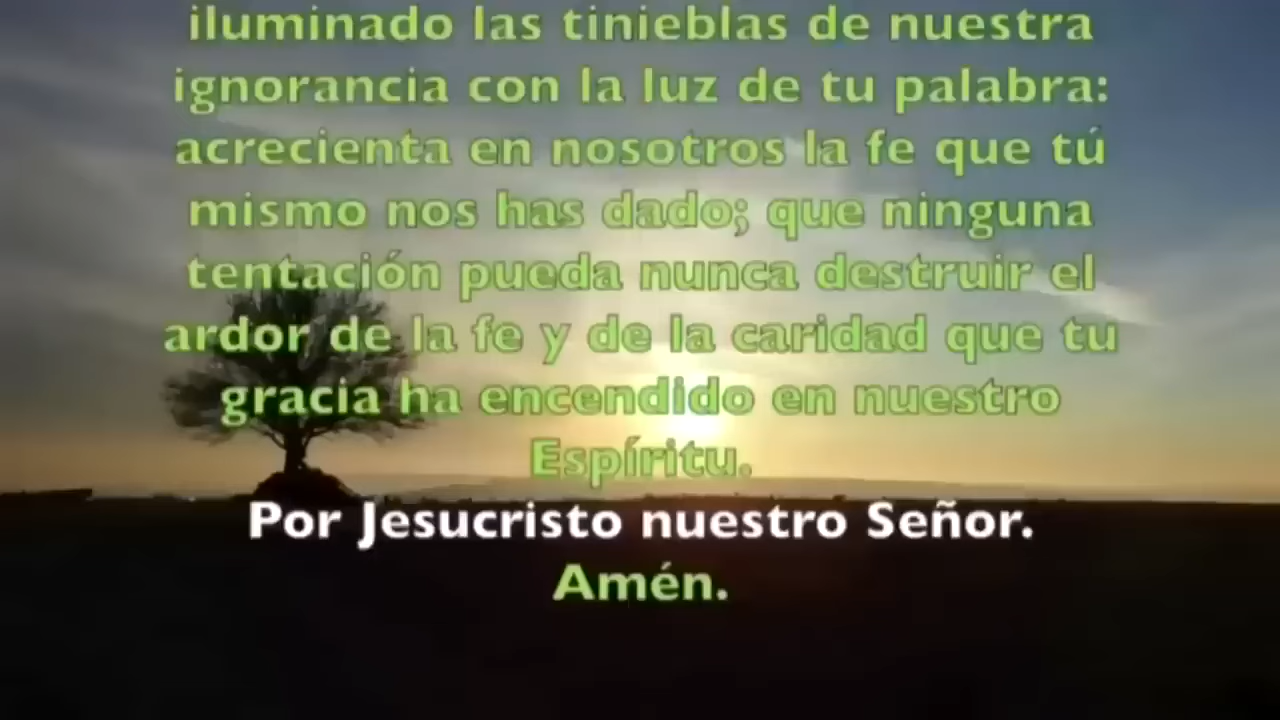 iluminado las tinieblas de nuestra
ignorancia con la luz de tu palabra:
acrecienta en nosotros la fe que tú
mismo nos has dado; que ninguna
tentación pueda nunca destruir el
ardor de la fe y de la caridad que tu
gracia ha encendido en nuestro
Espíritu.
Por Jesucristo nuestro Señor.
Amén.